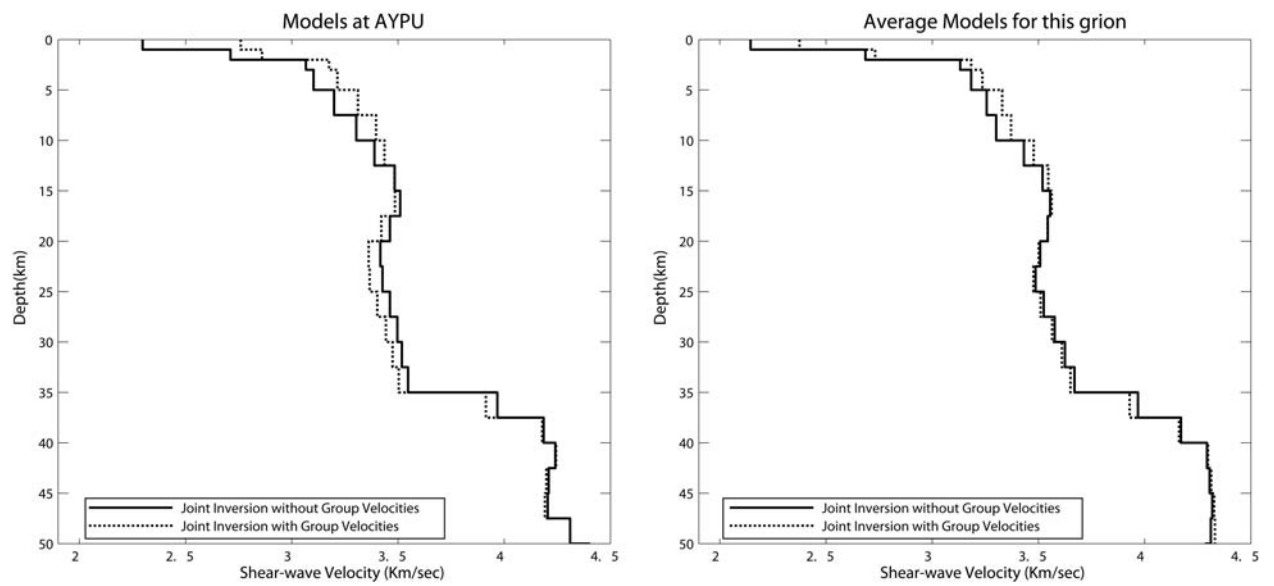 Models at AYPU
0
5
10
15
20
25
30
35
40
45
50
Depth(km)
2 2. 5 3 3. 5 4 4. 5
Shear-wave Velocity (Km/sec)
Joint Inversion without Group Velocities
Joint Inversion with Group Velocities
Average Models for this grion
0
5
10
15
20
25
30
35
40
45
50
Depth(km)
2 2. 5 3 3. 5 4 4. 5
Shear-wave Velocity (Km/sec)
Joint Inversion without Group Velocities
Joint Inversion with Group Velocities